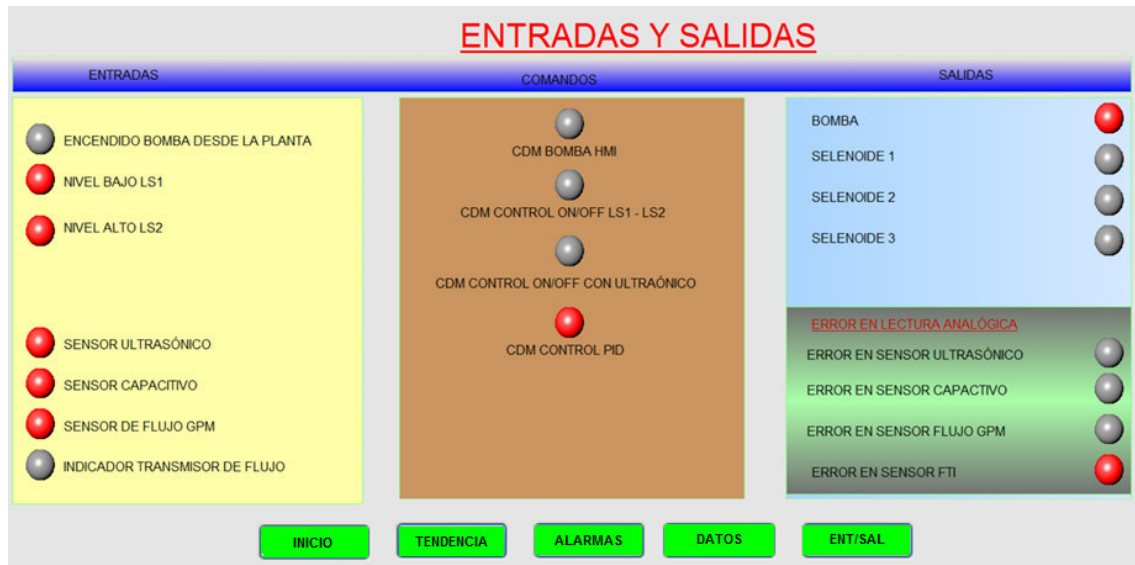 ENTRADAS Y SALIDAS
ENTRADAS
COMANDOS
SALIDAS
ENCENDIDO BOMBA DESDE LA PLANTA
NIVEL BAJO LS1
NIVEL ALTO LS2
SENSOR ULTRASÓNICO
SENSOR CAPACITIVO
SENSOR DE FLUJO GPM
INDICADOR TRANSMISOR DE FLUJO
CDM BOMBA HMI
CDM CONTROL ON/OFF LS1 - LS2
CDM CONTROL ON/OFF CON ULTRAÓNICO
CDM CONTROL PID
BOMBA
SELENOIDE 1
SELENOIDE 2
SELENOIDE 3
ERROR EN LECTURA ANALÓGICA
ERROR EN SENSOR ULTRASÓNICO
ERROR EN SENSOR CAPACTIVO
ERROR EN SENSOR FLUJO GPM
ERROR EN SENSOR FTI
INICIO
TENDENCIA
ALARMAS
DATOS
ENT/SAL